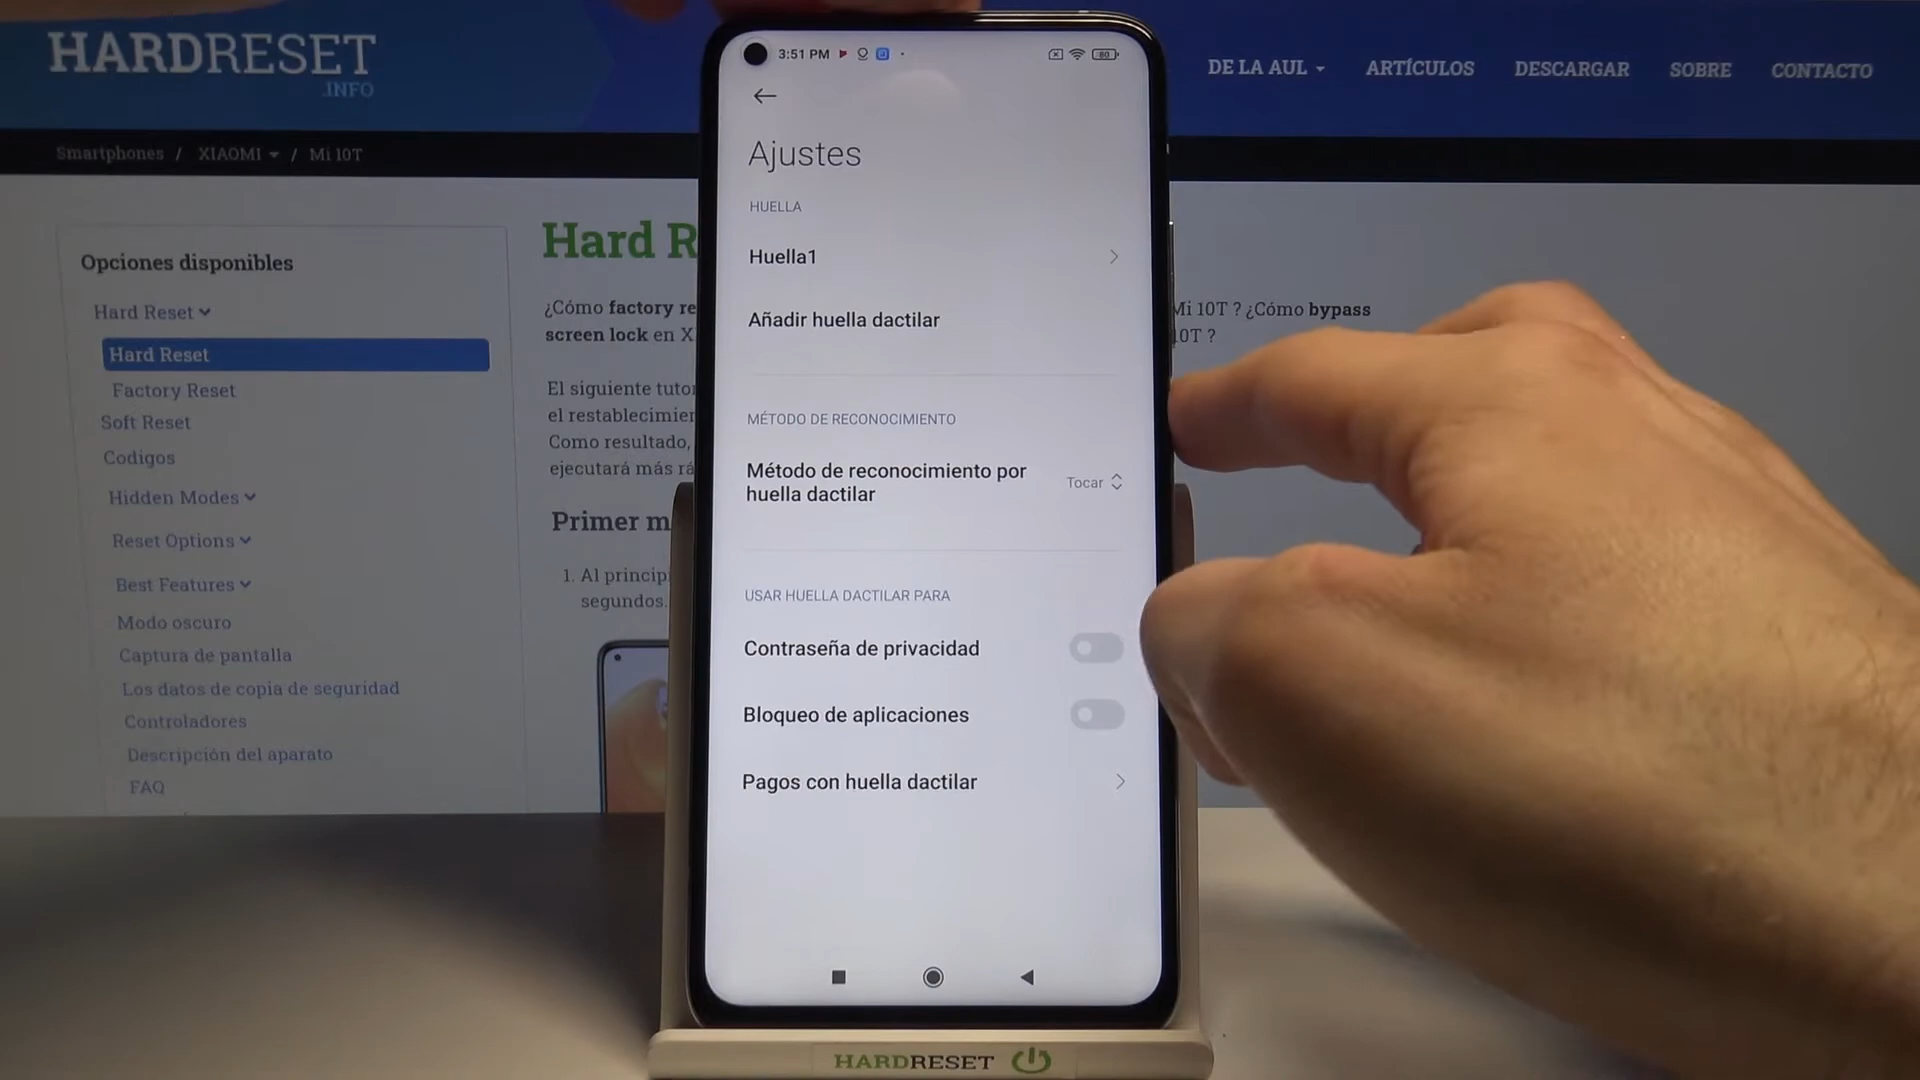 HARDRESET
.INFO
DE LA AUL
ARTÍCULOS
DESCARGAR
SOBRE
CONTACTO
Smartphones / XIAOMI / Mi 10T
Opciones disponibles
Hard Reset
Hard Reset
Factory Reset
Soft Reset
Codigos
Hidden Modes
Reset Options
Best Features
Modo oscuro
Captura de pantalla
Los datos de copia de seguridad
Controladores
Descripción del aparato
FAQ
Hard R
¿Cómo factory re
screen lock en X
Mi 10T ? ¿Cómo bypass
10T ?
El siguiente tutor
el restablecimien
Como resultado,
ejecutará más rá
Primer m
1. Al princip
segundos.
3:51 PM
80
Ajustes
HUELLA
Huella1
Añadir huella dactilar
MÉTODO DE RECONOCIMIENTO
Método de reconocimiento por
huella dactilar
Tocar
USAR HUELLA DACTILAR PARA
Contraseña de privacidad
Bloqueo de aplicaciones
Pagos con huella dactilar
HARDRESET